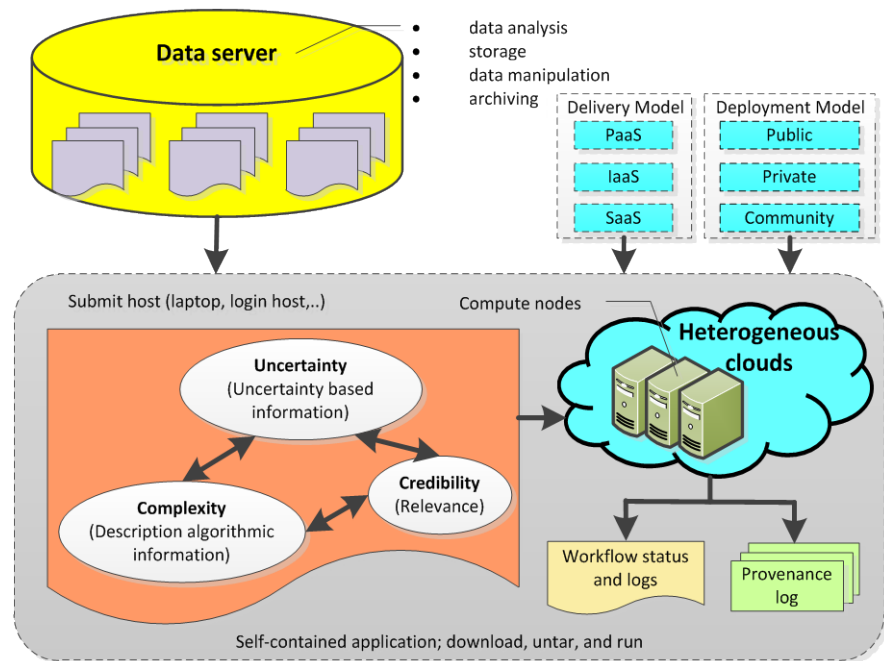 Data server
• data analysis
• storage
• data manipulation
• archiving
Delivery Model
PaaS
IaaS
SaaS
Deployment Model
Public
Private
Community
Submit host (laptop, login host,..)
Compute nodes
Uncertainty
(Uncertainty based
information)
Complexity
(Description algorithmic
information)
Credibility
(Relevance)
Heterogeneous
clouds
Workflow status
and logs
Provenance
log
Self-contained application; download, untar, and run